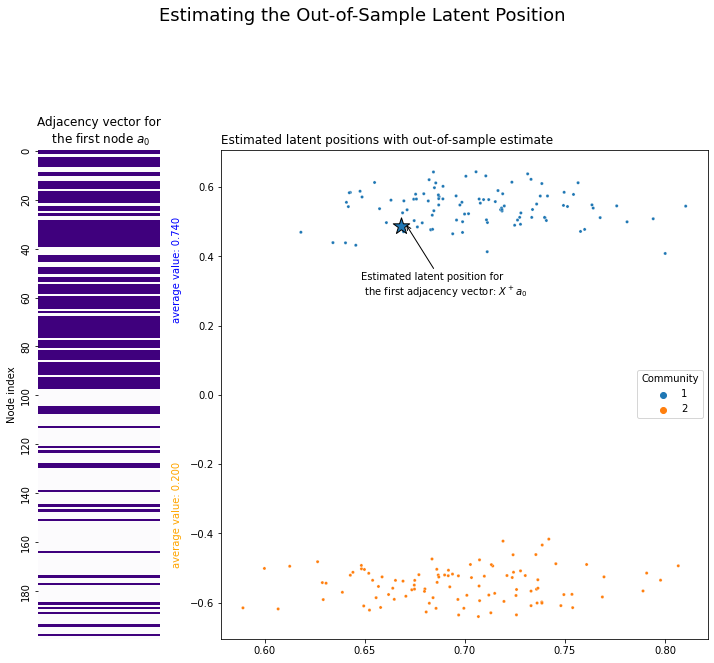 Estimating the Out-of-Sample Latent Position
Adjacency vector for
the first node a₀
Node index
0
20
40
60
80
100
120
140
160
180
average value: 0.740
average value: 0.200
Estimated latent positions with out-of-sample estimate
0.6
0.4
0.2
0.0
−0.2
−0.4
−0.6
0.60
0.65
0.70
0.75
0.80
Estimated latent position for
the first adjacency vector: X⁺a₀
Community
1
2